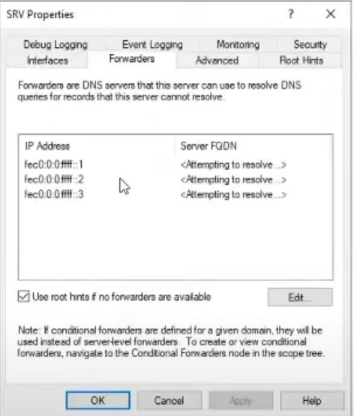 SRV Properties
? X
Debug Logging Event Logging Monitoring Security
Interfaces Forwarders Advanced Root Hints
Forwarders are DNS servers that this server can use to resolve DNS
queries for records that this server cannot resolve.
IP Address Server FQDN
fec0:0:0:ffff::1 <Attempting to resolve...>
fec0:0:0:ffff::2 <Attempting to resolve...>
fec0:0:0:ffff::3 <Attempting to resolve...>
Use root hints if no forwarders are available Edit...
Note: If conditional forwarders are defined for a given domain, they will be
used instead of server-level forwarders. To create or view conditional
forwarders, navigate to the Conditional Forwarders node in the scope tree.
OK Cancel Apply Help